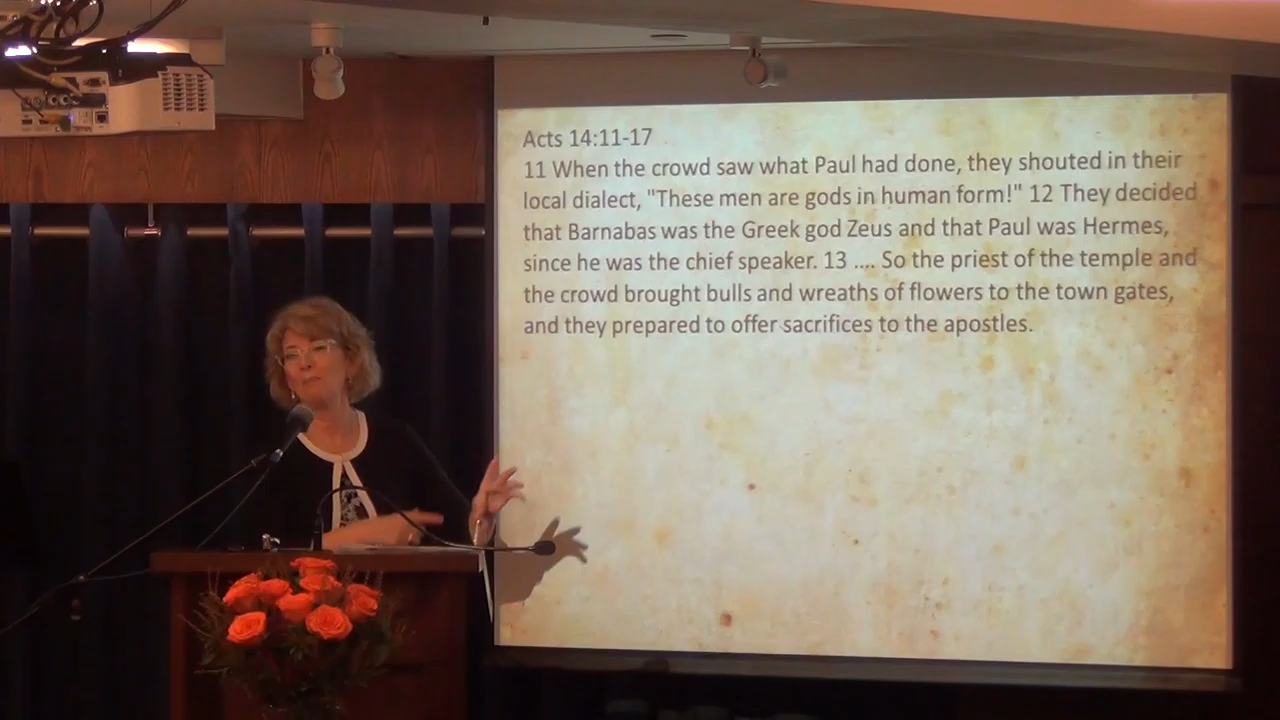 Acts 14:11-17
11 When the crowd saw what Paul had done, they shouted in their
local dialect, "These men are gods in human form!" 12 They decided
that Barnabas was the Greek god Zeus and that Paul was Hermes,
since he was the chief speaker. 13 .... So the priest of the temple and
the crowd brought bulls and wreaths of flowers to the town gates,
and they prepared to offer sacrifices to the apostles.